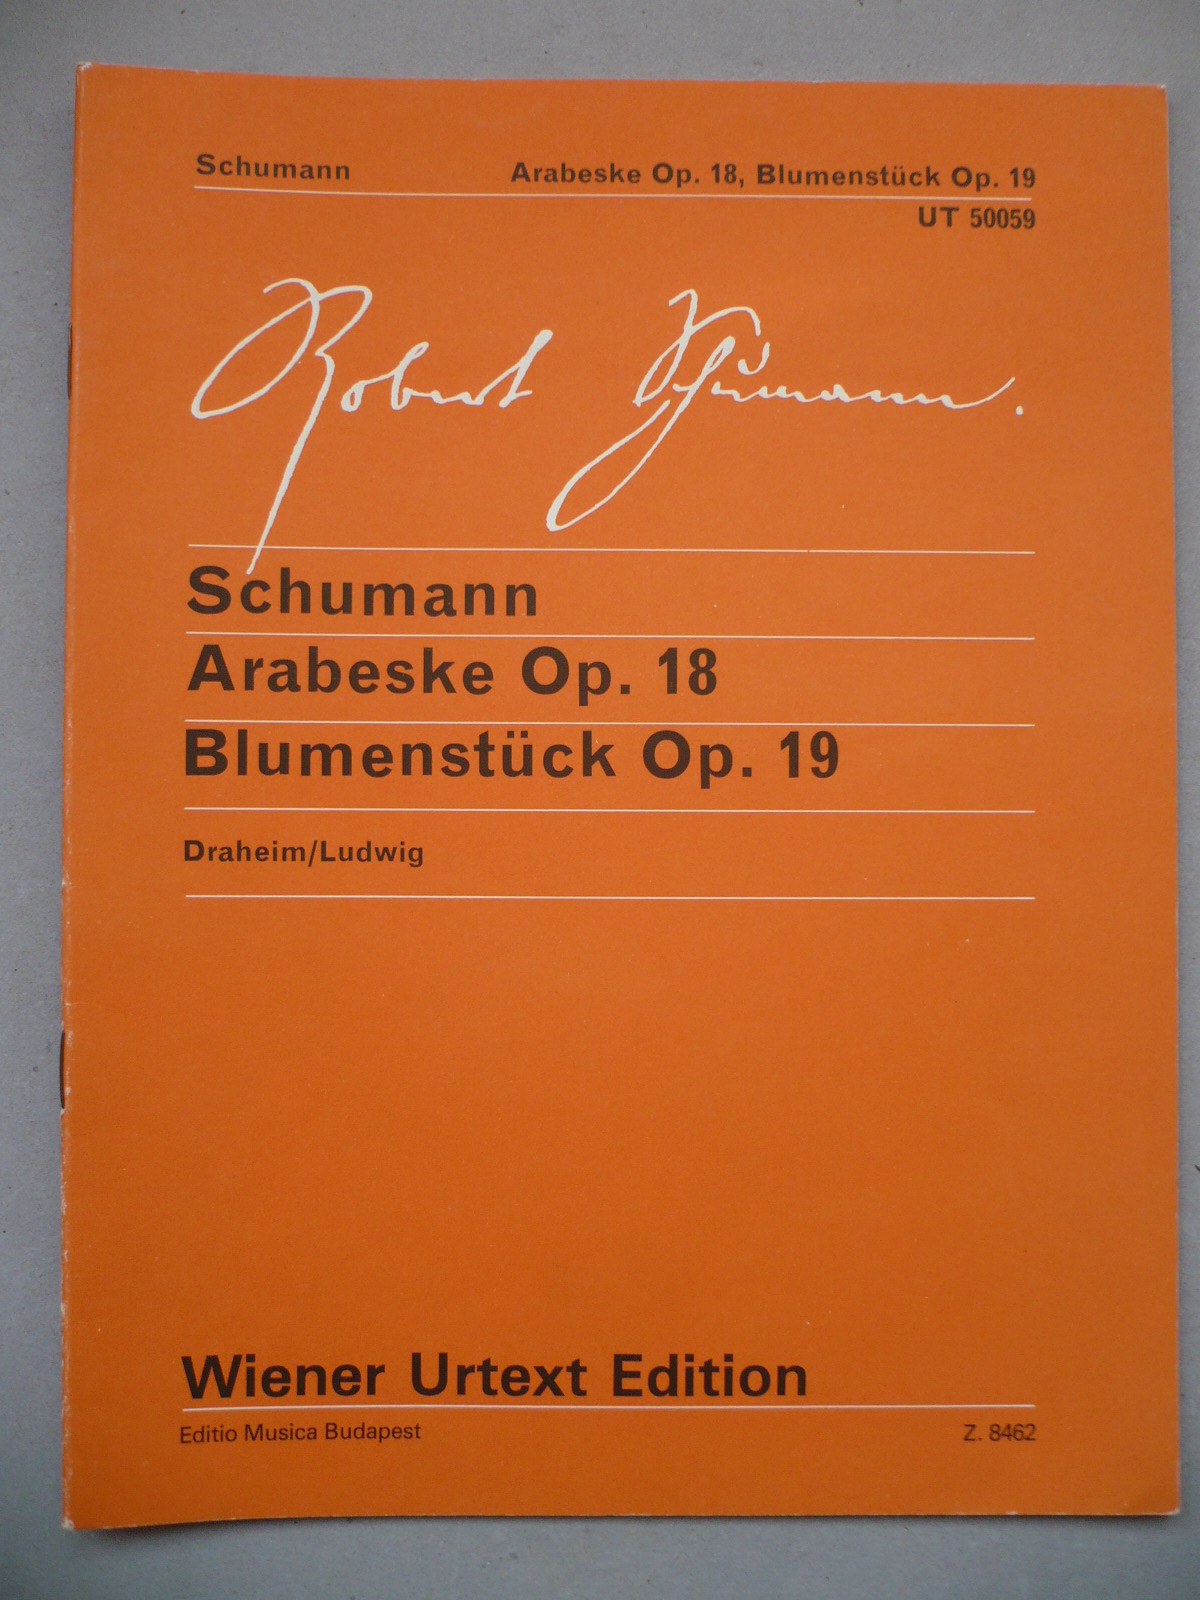 Schumann Arabeske Op. 18, Blumenstück Op. 19
UT 50059
Robert Schumann.
Schumann
Arabeske Op. 18
Blumenstück Op. 19
Draheim/Ludwig
Wiener Urtext Edition
Editio Musica Budapest Z. 8462